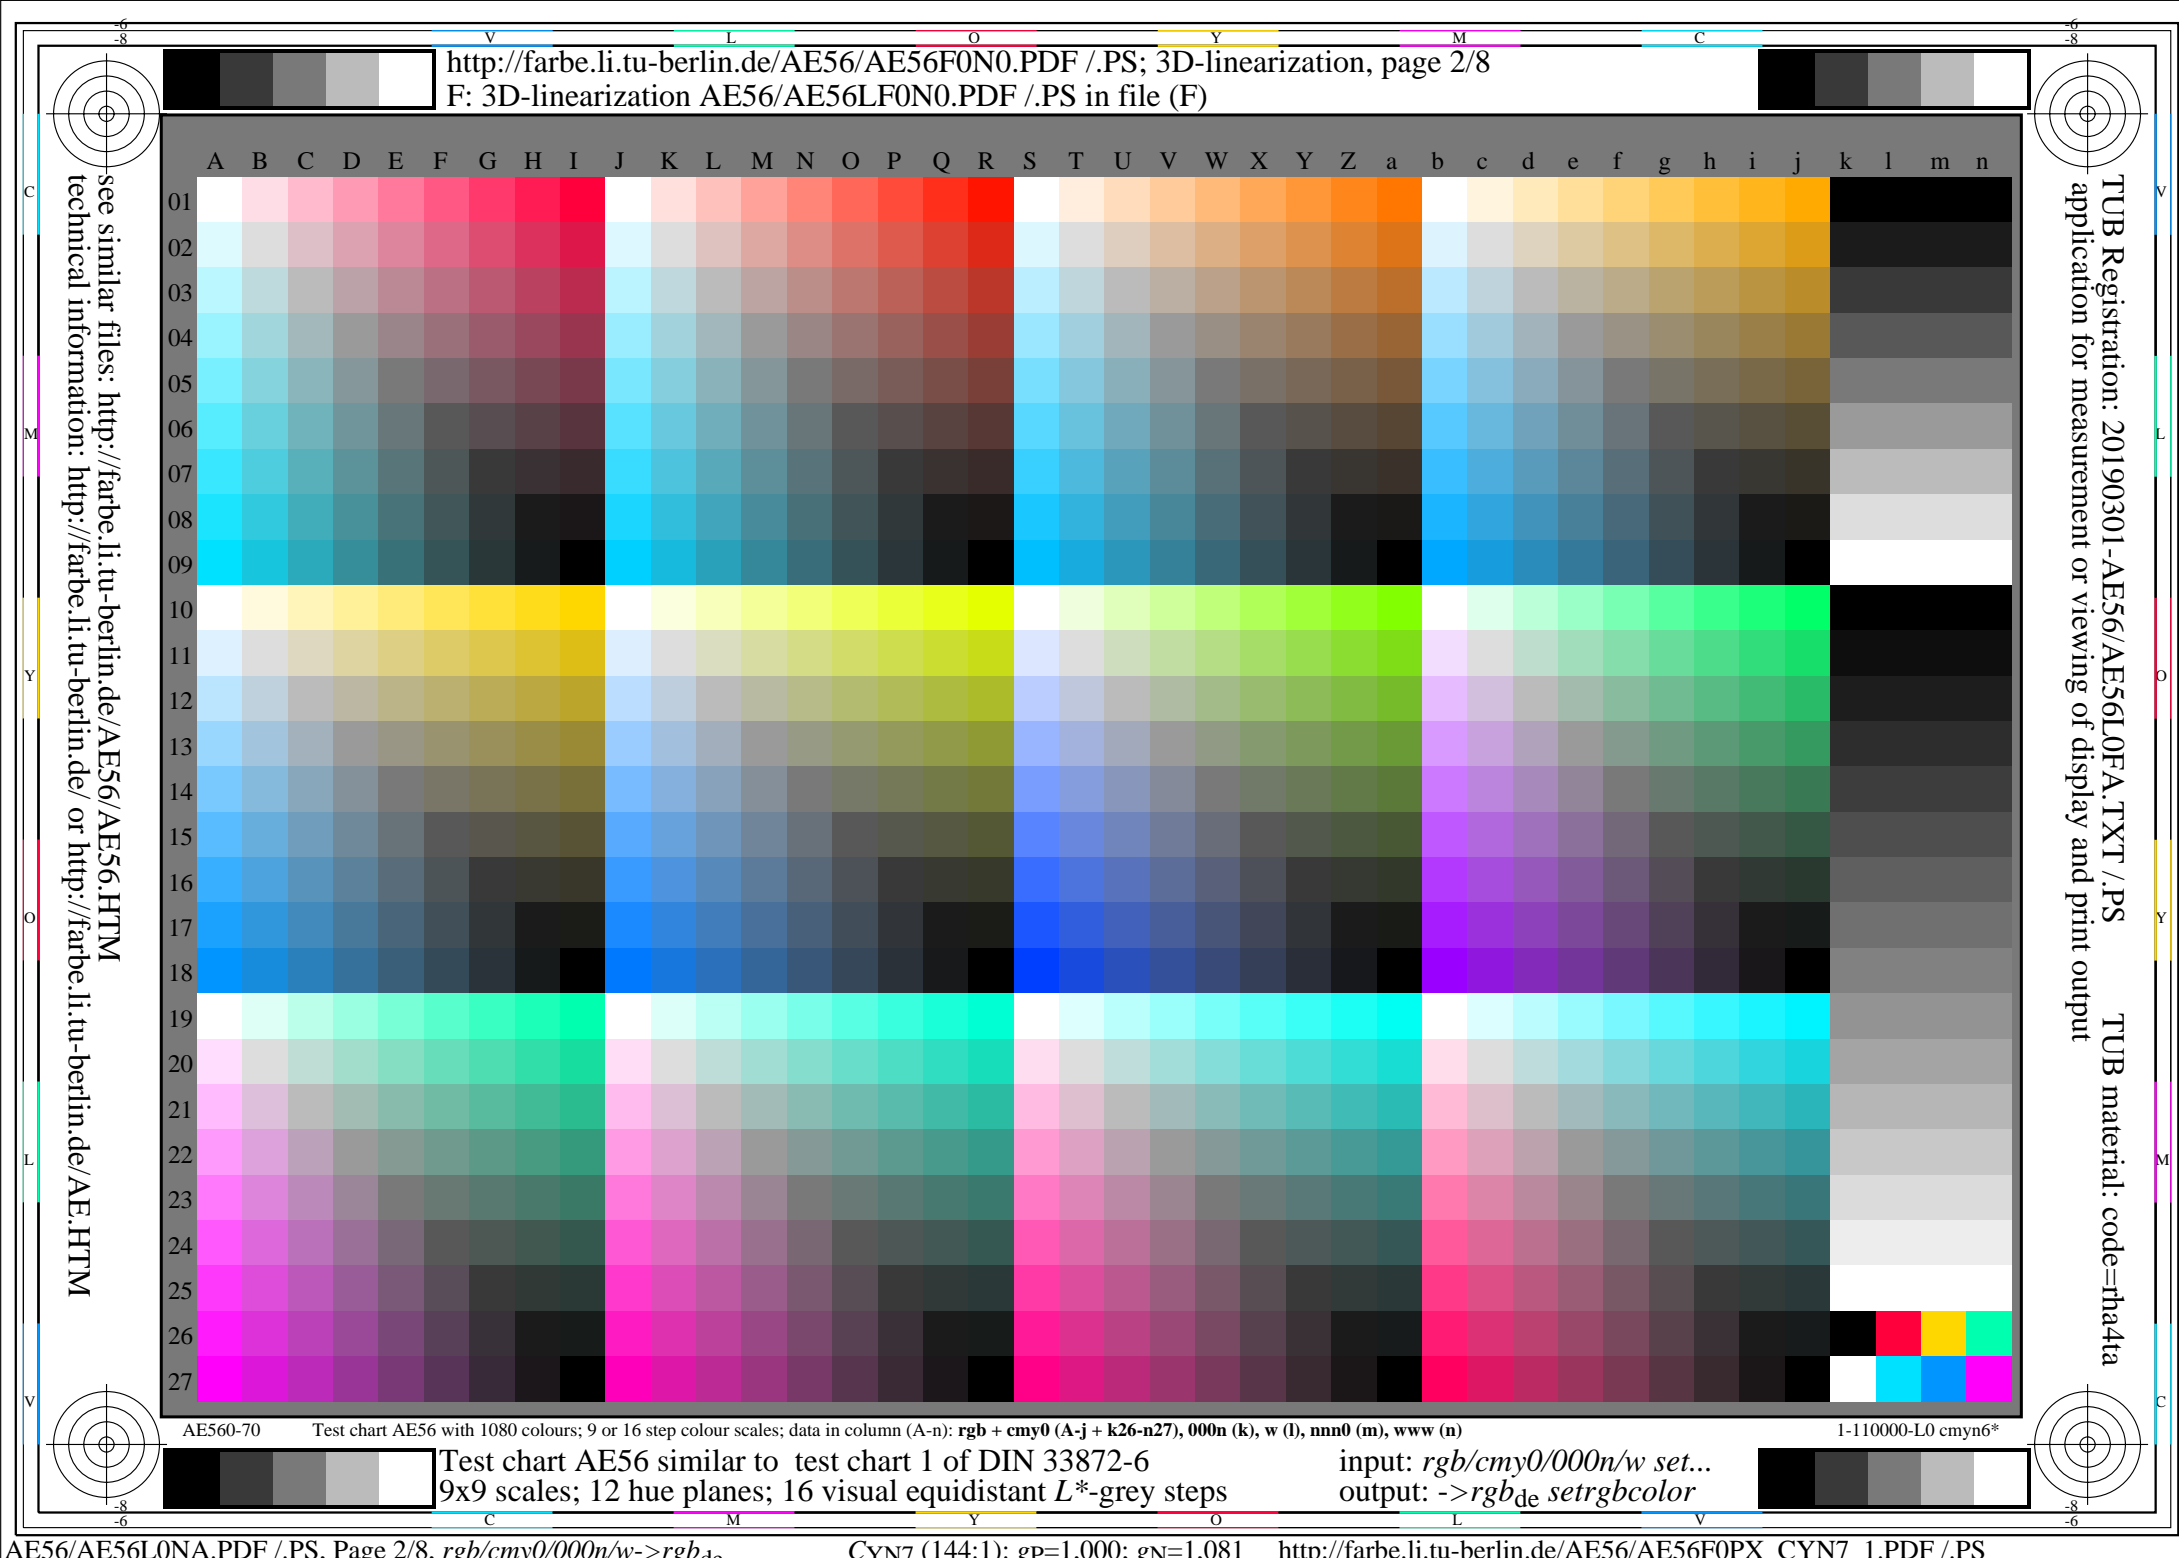 -6
-8
V L O Y M C
-6
-8
http://farbe.li.tu-berlin.de/AE56/AE56F0N0.PDF /.PS; 3D-linearization, page 2/8
F: 3D-linearization AE56/AE56LF0N0.PDF /.PS in file (F)
A B C D E F G H I J K L M N O P Q R S T U V W X Y Z a b c d e f g h i j k l m n
01
02
03
04
05
06
07
08
09
10
11
12
13
14
15
16
17
18
19
20
21
22
23
24
25
26
27
C
M
Y
O
L
V
see similar files: http://farbe.li.tu-berlin.de/AE56/AE56.HTM
technical information: http://farbe.li.tu-berlin.de/ or http://farbe.li.tu-berlin.de/AE.HTM
TUB Registration: 20190301-AE56/AE56L0FA.TXT /.PS TUB material: code=rha4ta
application for measurement or viewing of display and print output
V
L
O
Y
M
C
AE560-70 Test chart AE56 with 1080 colours; 9 or 16 step colour scales; data in column (A-n): rgb + cmy0 (A-j + k26-n27), 000n (k), w (l), nnn0 (m), www (n) 1-110000-L0 cmyn6*
Test chart AE56 similar to test chart 1 of DIN 33872-6 input: rgb/cmy0/000n/w set...
9x9 scales; 12 hue planes; 16 visual equidistant L*-grey steps output: ->rgbde setrgbcolor
-8
-6
C M Y O L V
-8
-6
AE56/AE56L0NA.PDF /.PS, Page 2/8, rgb/cmy0/000n/w->rgbde CYN7 (144:1): gP=1,000; gN=1,081 http://farbe.li.tu-berlin.de/AE56/AE56F0PX_CYN7_1.PDF /.PS